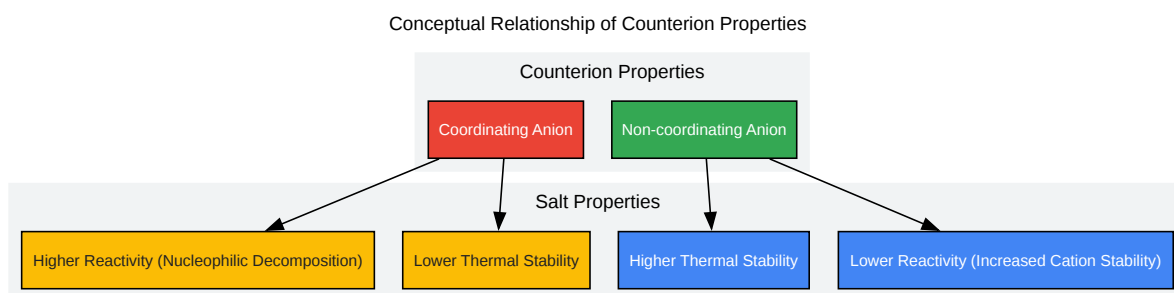 Conceptual Relationship of Counterion Properties
Counterion Properties
Coordinating Anion
Non-coordinating Anion
Salt Properties
Higher Reactivity (Nucleophilic Decomposition)
Lower Thermal Stability
Higher Thermal Stability
Lower Reactivity (Increased Cation Stability)